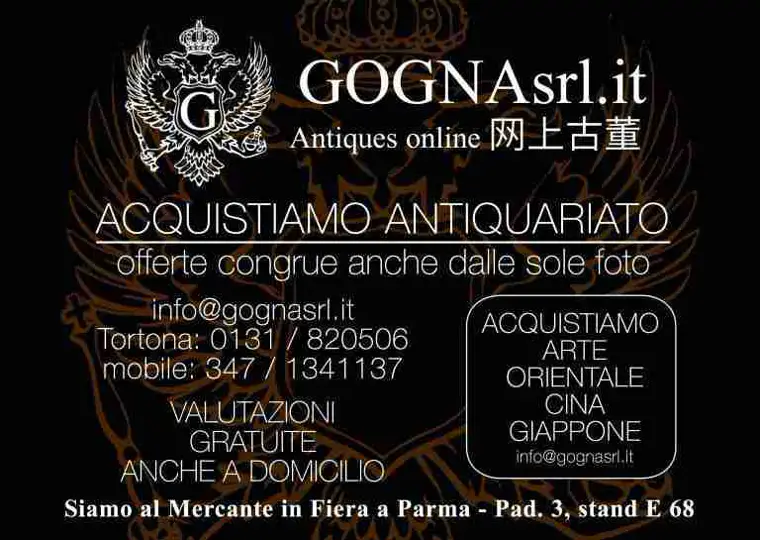 G
GOGNAsrl.it
Antiques online 网上古董
ACQUISTIAMO ANTIQUARIATO
offerte congrue anche dalle sole foto
info@gognasrl.it
Tortona: 0131 / 820506
mobile: 347 / 1341137
VALUTAZIONI
GRATUITE
ANCHE A DOMICILIO
ACQUISTIAMO
ARTE
ORIENTALE
CINA
GIAPPONE
info@gognasrl.it
Siamo al Mercante in Fiera a Parma - Pad. 3, stand E 68